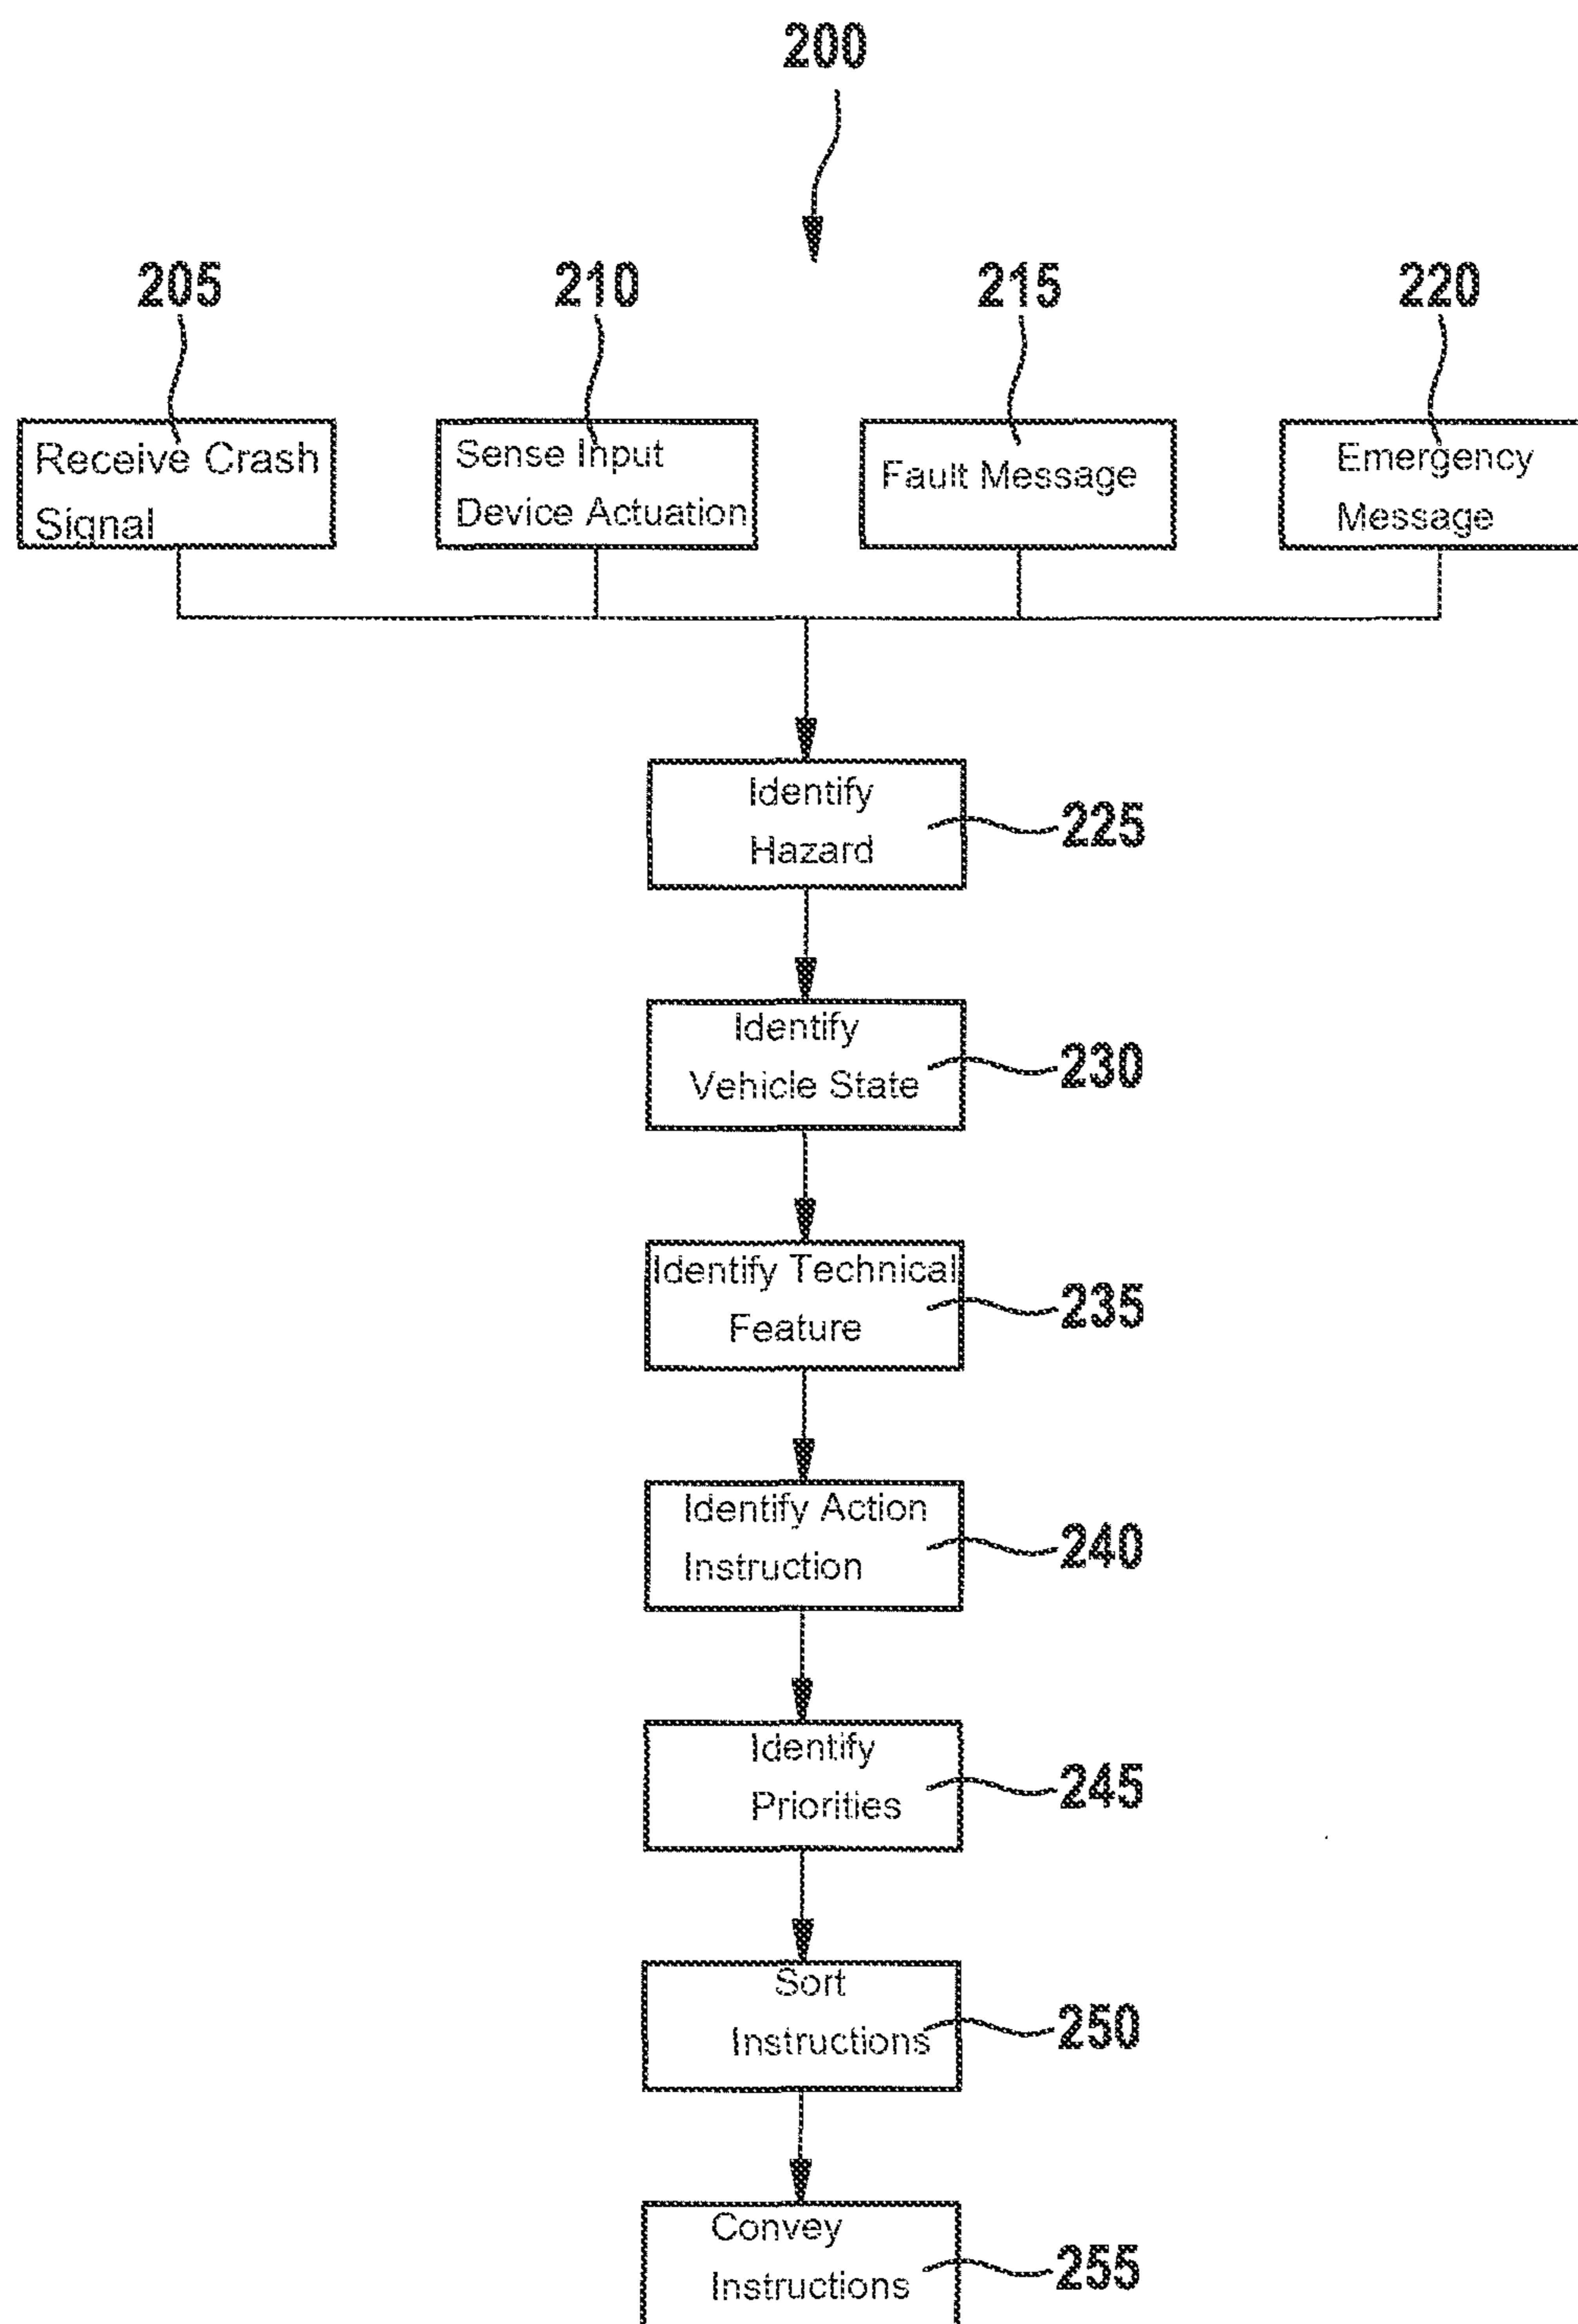 200
205
210
215
220
Receive Crash
Signal
Sense Input
Device Actuation
Fault Message
Emergency
Message
Identify
Hazard
225
Identify
Vehicle State
230
Identify Technical
Feature
235
Identify Action
Instruction
240
Identify
Priorities
245
Sort
Instructions
250
Convey
Instructions
255